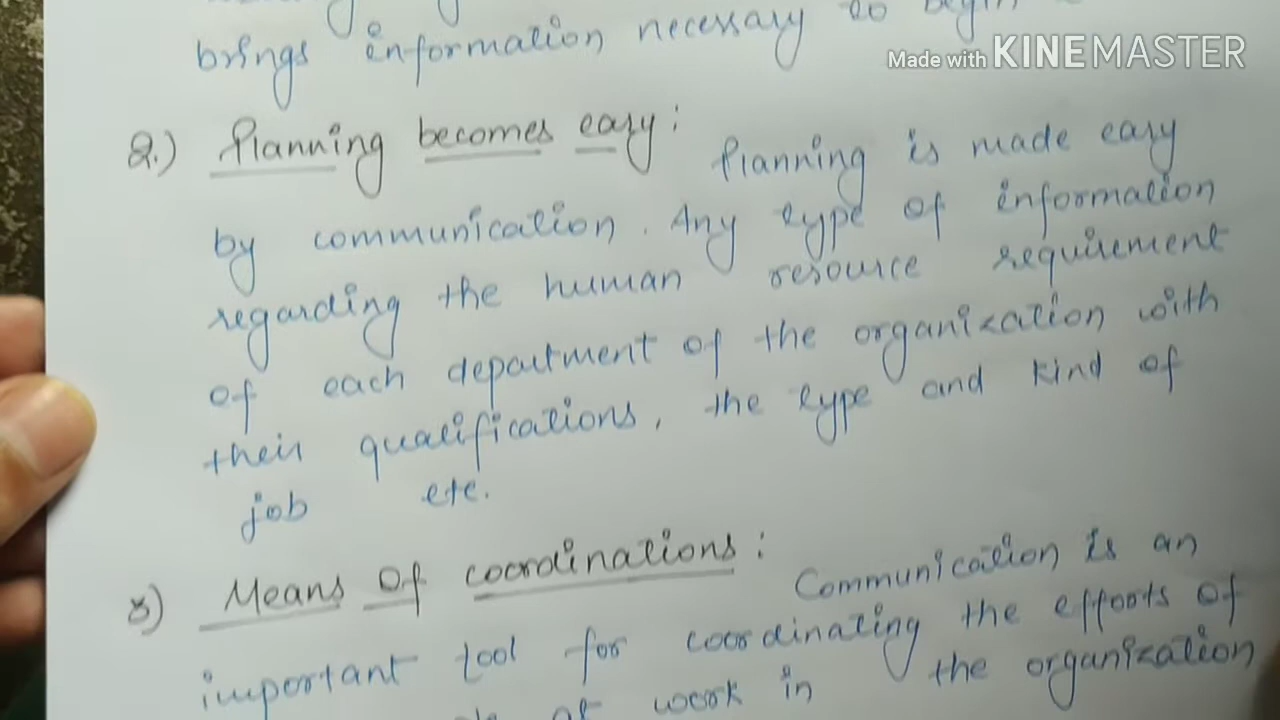 brings information necessary to begin
Made with KINEMASTER
2.) Planning becomes easy: Planning is made easy
by communication. Any type of information
regarding the human resource requirement
of each department of the organization with
their qualifications, the type and kind of
job etc.
3) Means of coordinations: Communication is an
important tool for coordinating the efforts of
at work in the organization